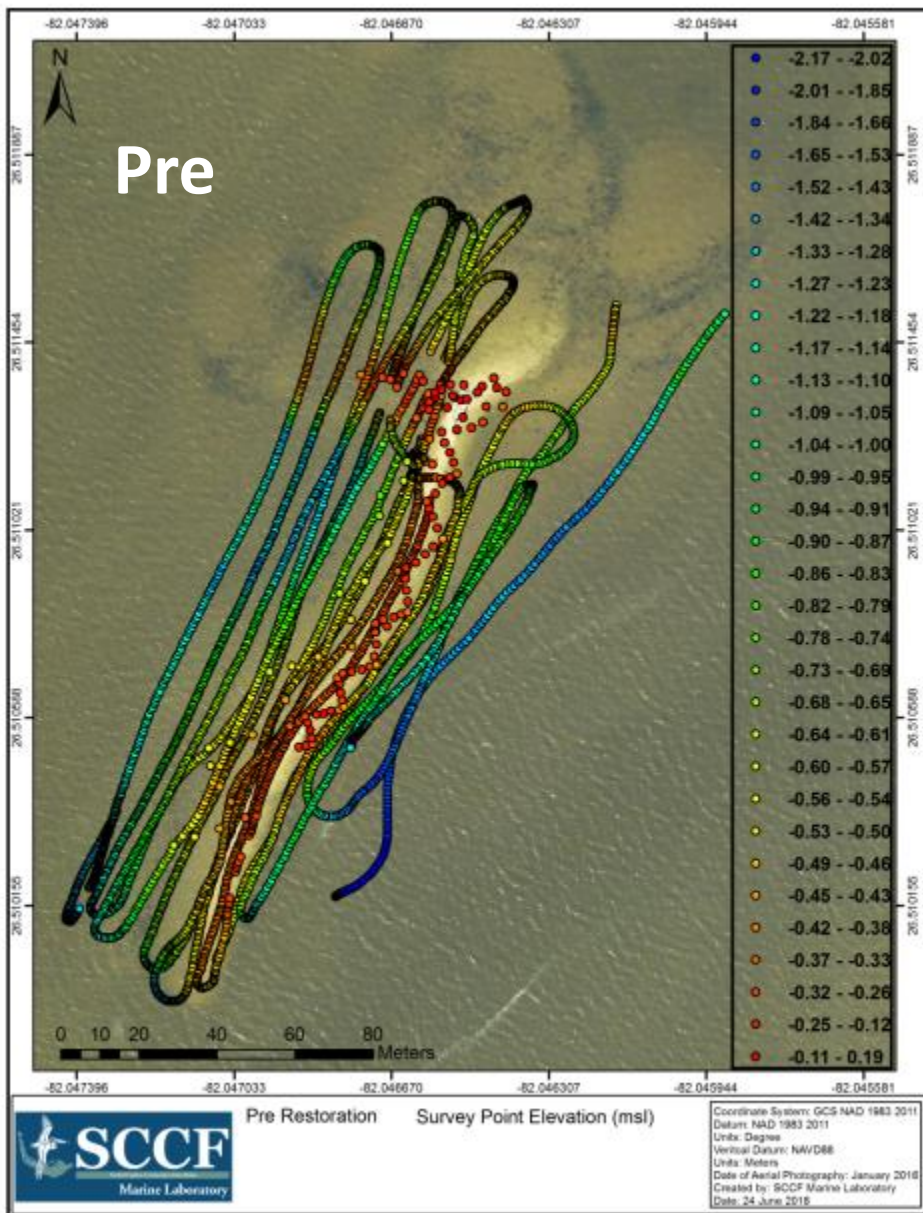 -82.047396 -82.047033 -82.046670 -82.046307 -82.045944 -82.045581
N
Pre
26.511887
26.511454
26.511021
26.510588
26.510155
26.511887
26.511454
26.511021
26.510588
26.510155
-2.17 - -2.02
-2.01 - -1.85
-1.84 - -1.66
-1.65 - -1.53
-1.52 - -1.43
-1.42 - -1.34
-1.33 - -1.28
-1.27 - -1.23
-1.22 - -1.18
-1.17 - -1.14
-1.13 - -1.10
-1.09 - -1.05
-1.04 - -1.00
-0.99 - -0.95
-0.94 - -0.91
-0.90 - -0.87
-0.86 - -0.83
-0.82 - -0.79
-0.78 - -0.74
-0.73 - -0.69
-0.68 - -0.65
-0.64 - -0.61
-0.60 - -0.57
-0.56 - -0.54
-0.53 - -0.50
-0.49 - -0.46
-0.45 - -0.43
-0.42 - -0.38
-0.37 - -0.33
-0.32 - -0.26
-0.25 - -0.12
-0.11 - 0.19
0 10 20 40 60 80
Meters
-82.047396 -82.047033 -82.046670 -82.046307 -82.045944 -82.045581
SCCF
Marine Laboratory
Pre Restoration Survey Point Elevation (msl)
Coordinate System: GCS NAD 1983 2011
Datum: NAD 1983 2011
Units: Degree
Veritcal Datum: NAVD88
Units: Meters
Date of Aerial Photography: January 2018
Created by: SCCF Marine Laboratory
Date: 24 June 2018